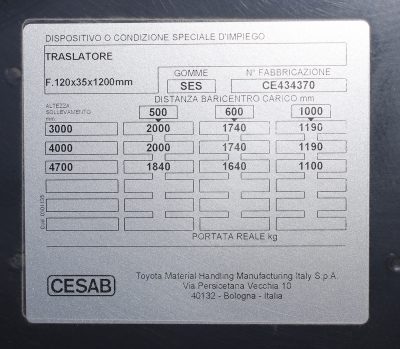 DISPOSITIVO O CONDIZIONE SPECIALE D'IMPIEGO
TRASLATORE
F.120x35x1200mm
GOMME N° FABBRICAZIONE
SES CE434370
DISTANZA BARICENTRO CARICO mm
ALTEZZA
SOLLEVAMENTO
mm.
500 600 1000
3000 2000 1740 1190
4000 2000 1740 1190
4700 1840 1640 1100
PORTATA REALE kg
CESAB
Toyota Material Handling Manufacturing Italy S.p.A.
Via Persicetana Vecchia 10
40132 - Bologna - Italia